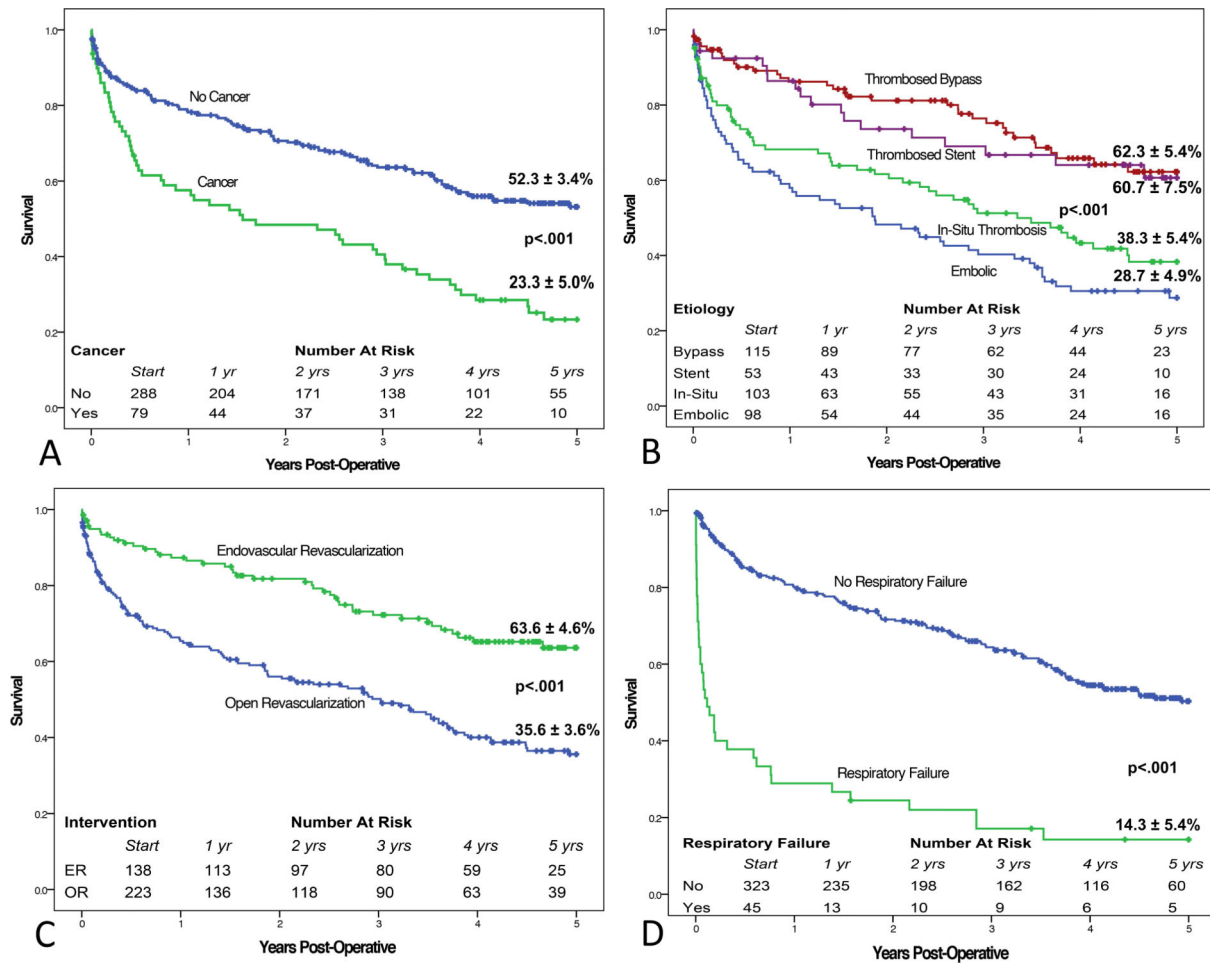 1.0
0.8
0.6
0.4
0.2
0.0
Survival
No Cancer
Cancer
52.3 ± 3.4%
p<.001
23.3 ± 5.0%
Cancer Number At Risk
Start 1 yr 2 yrs 3 yrs 4 yrs 5 yrs
No 288 204 171 138 101 55
Yes 79 44 37 31 22 10
0 1 2 3 4 5
Years Post-Operative
A
1.0
0.8
0.6
0.4
0.2
0.0
Survival
Thrombosed Bypass
Thrombosed Stent
62.3 ± 5.4%
60.7 ± 7.5%
p<.001
In-Situ Thrombosis
38.3 ± 5.4%
Embolic
28.7 ± 4.9%
Etiology Number At Risk
Start 1 yr 2 yrs 3 yrs 4 yrs 5 yrs
Bypass 115 89 77 62 44 23
Stent 53 43 33 30 24 10
In-Situ 103 63 55 43 31 16
Embolic 98 54 44 35 24 16
0 1 2 3 4 5
Years Post-Operative
B
1.0
0.8
0.6
0.4
0.2
0.0
Survival
Endovascular Revascularization
63.6 ± 4.6%
p<.001
Open Revascularization
35.6 ± 3.6%
Intervention Number At Risk
Start 1 yr 2 yrs 3 yrs 4 yrs 5 yrs
ER 138 113 97 80 59 25
OR 223 136 118 90 63 39
0 1 2 3 4 5
Years Post-Operative
C
1.0
0.8
0.6
0.4
0.2
0.0
Survival
No Respiratory Failure
p<.001
Respiratory Failure
14.3 ± 5.4%
Respiratory Failure Number At Risk
Start 1 yr 2 yrs 3 yrs 4 yrs 5 yrs
No 323 235 198 162 116 60
Yes 45 13 10 9 6 5
0 1 2 3 4 5
Years Post-Operative
D